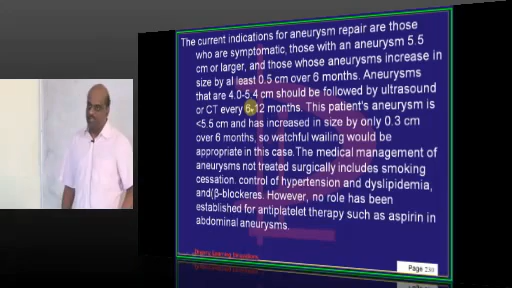 The current indications for aneurysm repair are those
who are symptomatic, those with an aneurysm 5.5
cm or larger, and those whose aneurysms increase in
size by al least 0.5 cm over 6 months. Aneurysms
that are 4.0-5.4 cm should be followed by ultrasound
or CT every 6-12 months. This patient's aneurysm is
<5.5 cm and has increased in size by only 0.3 cm
over 6 months, so watchful wailing would be
appropriate in this case.The medical management of
aneurysms not treated surgically includes smoking
cessation. control of hypertension and dyslipidemia,
and(β-blockeres. However, no role has been
established for antiplatelet therapy such as aspirin in
abdominal aneurysms.
Page 230